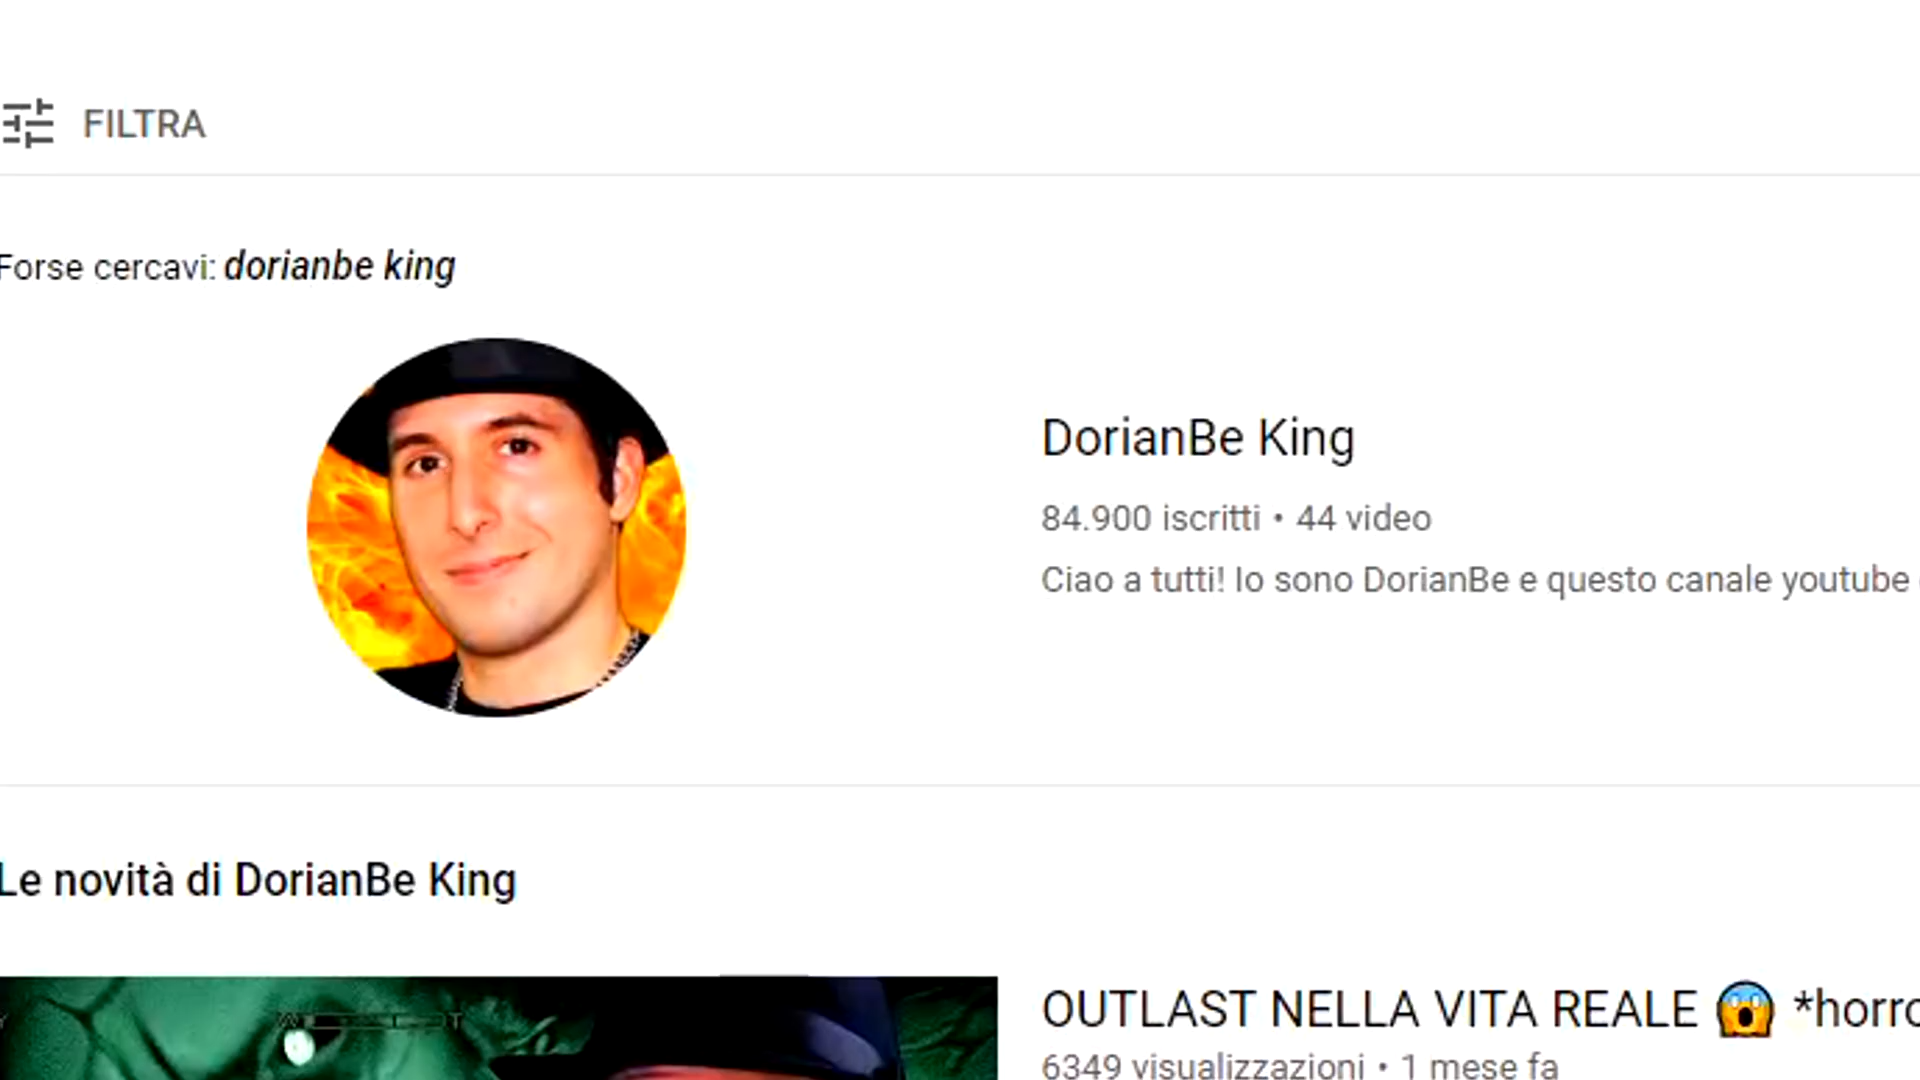 FILTRA
Forse cercavi: dorianbe king
DorianBe King
84.900 iscritti • 44 video
Ciao a tutti! Io sono DorianBe e questo canale youtube
Le novità di DorianBe King
OUTLAST NELLA VITA REALE 😱 *horro
6349 visualizzazioni • 1 mese fa